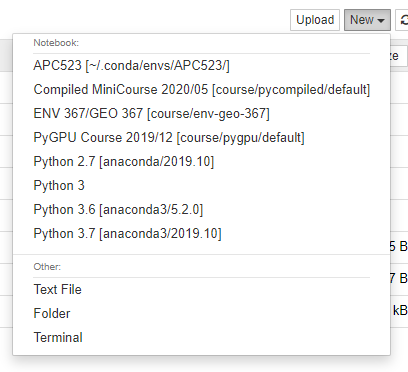 Upload New
Notebook:
ze
APC523 [~/.conda/envs/APC523/]
Compiled MiniCourse 2020/05 [course/pycompiled/default]
ENV 367/GEO 367 [course/env-geo-367]
PyGPU Course 2019/12 [course/pygpu/default]
Python 2.7 [anaconda/2019.10]
Python 3
Python 3.6 [anaconda3/5.2.0]
Python 3.7 [anaconda3/2019.10]
5 B
Other:
7 B
Text File
Folder
kB
Terminal